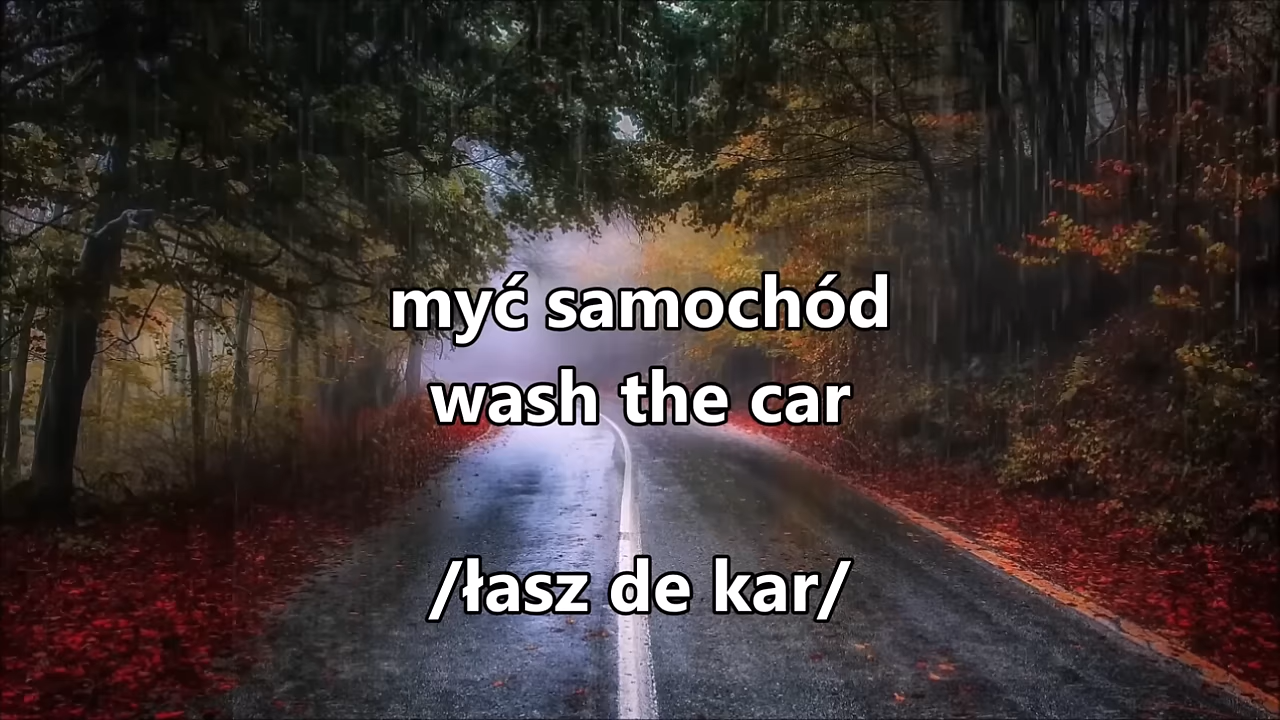 myć samochód
wash the car
/łasz de kar/